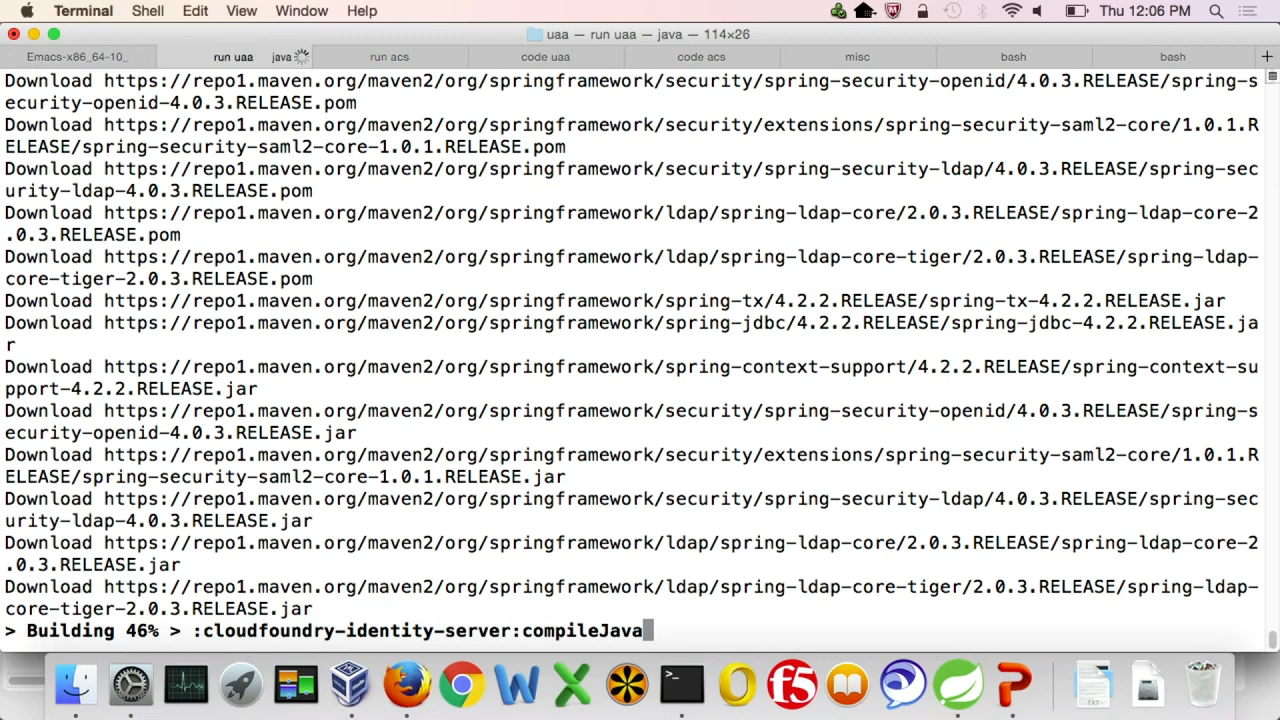 Terminal Shell Edit View Window Help Thu 12:06 PM
uaa — run uaa — java — 114×26
Emacs-x86_64-10_ run uaa java run acs code uaa code acs misc bash bash
Download https://repo1.maven.org/maven2/org/springframework/security/spring-security-openid/4.0.3.RELEASE/spring-s
ecurity-openid-4.0.3.RELEASE.pom
Download https://repo1.maven.org/maven2/org/springframework/security/extensions/spring-security-saml2-core/1.0.1.R
ELEASE/spring-security-saml2-core-1.0.1.RELEASE.pom
Download https://repo1.maven.org/maven2/org/springframework/security/spring-security-ldap/4.0.3.RELEASE/spring-sec
urity-ldap-4.0.3.RELEASE.pom
Download https://repo1.maven.org/maven2/org/springframework/ldap/spring-ldap-core/2.0.3.RELEASE/spring-ldap-core-2
.0.3.RELEASE.pom
Download https://repo1.maven.org/maven2/org/springframework/ldap/spring-ldap-core-tiger/2.0.3.RELEASE/spring-ldap-
core-tiger-2.0.3.RELEASE.pom
Download https://repo1.maven.org/maven2/org/springframework/spring-tx/4.2.2.RELEASE/spring-tx-4.2.2.RELEASE.jar
Download https://repo1.maven.org/maven2/org/springframework/spring-jdbc/4.2.2.RELEASE/spring-jdbc-4.2.2.RELEASE.ja
r
Download https://repo1.maven.org/maven2/org/springframework/spring-context-support/4.2.2.RELEASE/spring-context-su
pport-4.2.2.RELEASE.jar
Download https://repo1.maven.org/maven2/org/springframework/security/spring-security-openid/4.0.3.RELEASE/spring-s
ecurity-openid-4.0.3.RELEASE.jar
Download https://repo1.maven.org/maven2/org/springframework/security/extensions/spring-security-saml2-core/1.0.1.R
ELEASE/spring-security-saml2-core-1.0.1.RELEASE.jar
Download https://repo1.maven.org/maven2/org/springframework/security/spring-security-ldap/4.0.3.RELEASE/spring-sec
urity-ldap-4.0.3.RELEASE.jar
Download https://repo1.maven.org/maven2/org/springframework/ldap/spring-ldap-core/2.0.3.RELEASE/spring-ldap-core-2
.0.3.RELEASE.jar
Download https://repo1.maven.org/maven2/org/springframework/ldap/spring-ldap-core-tiger/2.0.3.RELEASE/spring-ldap-
core-tiger-2.0.3.RELEASE.jar
> Building 46% > :cloudfoundry-identity-server:compileJava
f5
TXT